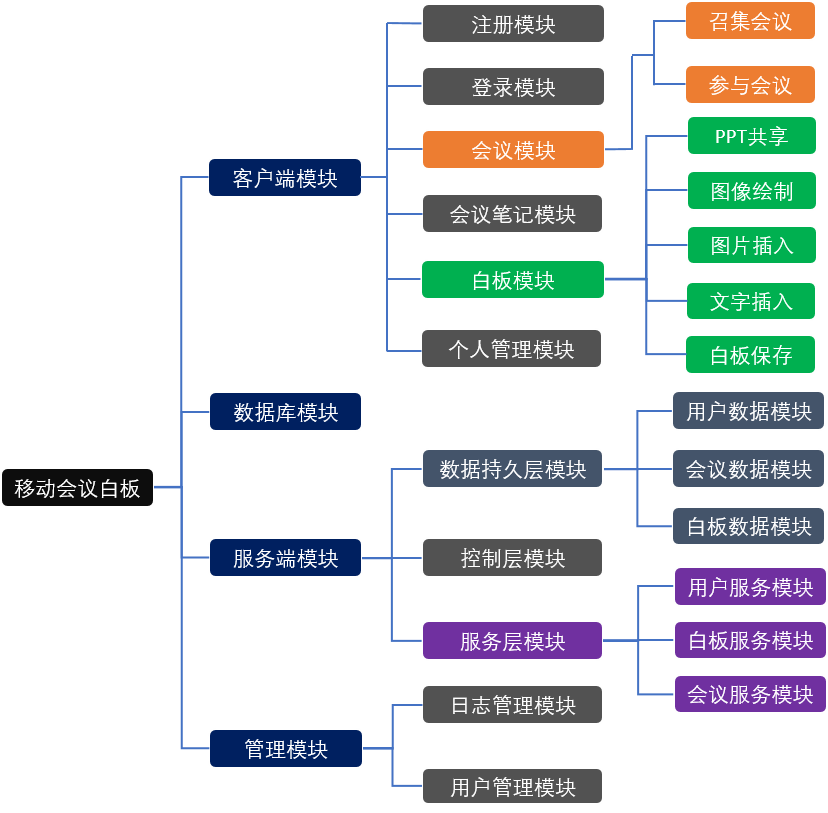 移动会议白板
客户端模块
注册模块
登录模块
会议模块
召集会议
参与会议
会议笔记模块
白板模块
PPT共享
图像绘制
图片插入
文字插入
白板保存
个人管理模块
数据库模块
服务端模块
数据持久层模块
用户数据模块
会议数据模块
白板数据模块
控制层模块
服务层模块
用户服务模块
白板服务模块
会议服务模块
管理模块
日志管理模块
用户管理模块